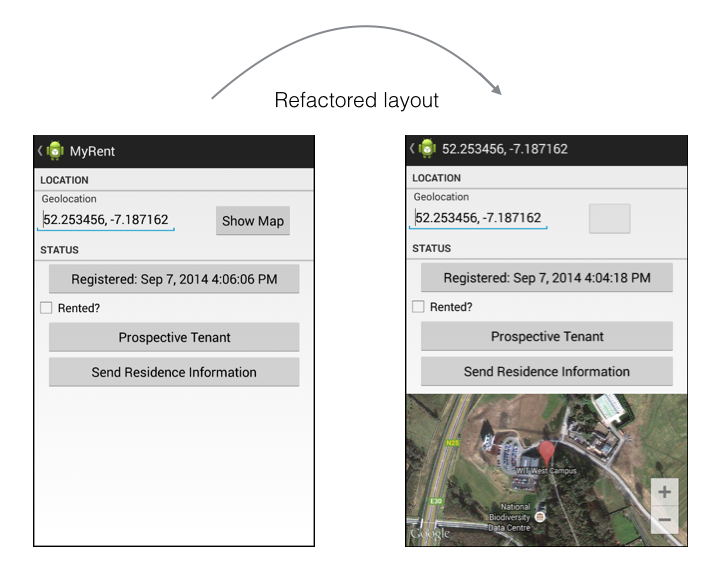 Refactored layout
MyRent
LOCATION
Geolocation
52.253456, -7.187162
Show Map
STATUS
Registered: Sep 7, 2014 4:06:06 PM
Rented?
Prospective Tenant
Send Residence Information
52.253456, -7.187162
LOCATION
Geolocation
52.253456, -7.187162
STATUS
Registered: Sep 7, 2014 4:04:18 PM
Rented?
Prospective Tenant
Send Residence Information
N25
WIT West Campus
E30
National
Biodiversity
Data Centre
Google
+
−